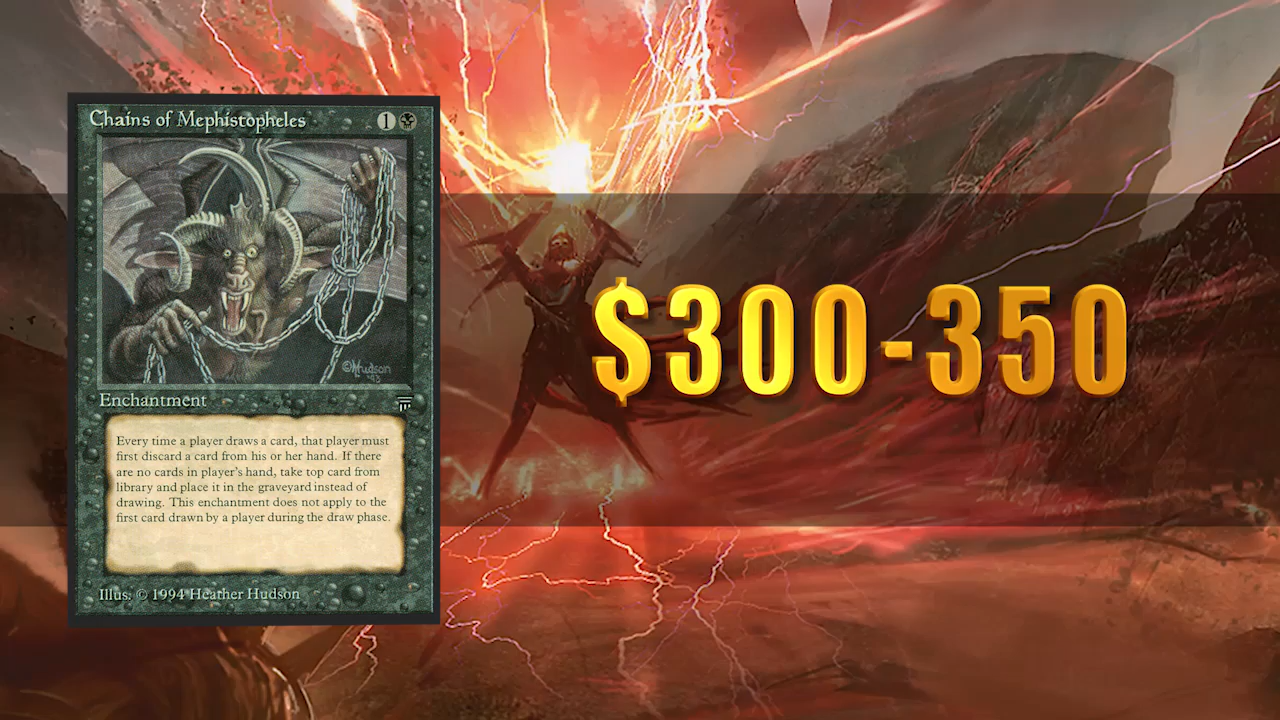 Chains of Mephistopheles 1
©Hudson
'93
Enchantment
Every time a player draws a card, that player must
first discard a card from his or her hand. If there
are no cards in player's hand, take top card from
library and place it in the graveyard instead of
drawing. This enchantment does not apply to the
first card drawn by a player during the draw phase.
Illus: © 1994 Heather Hudson
$300-350